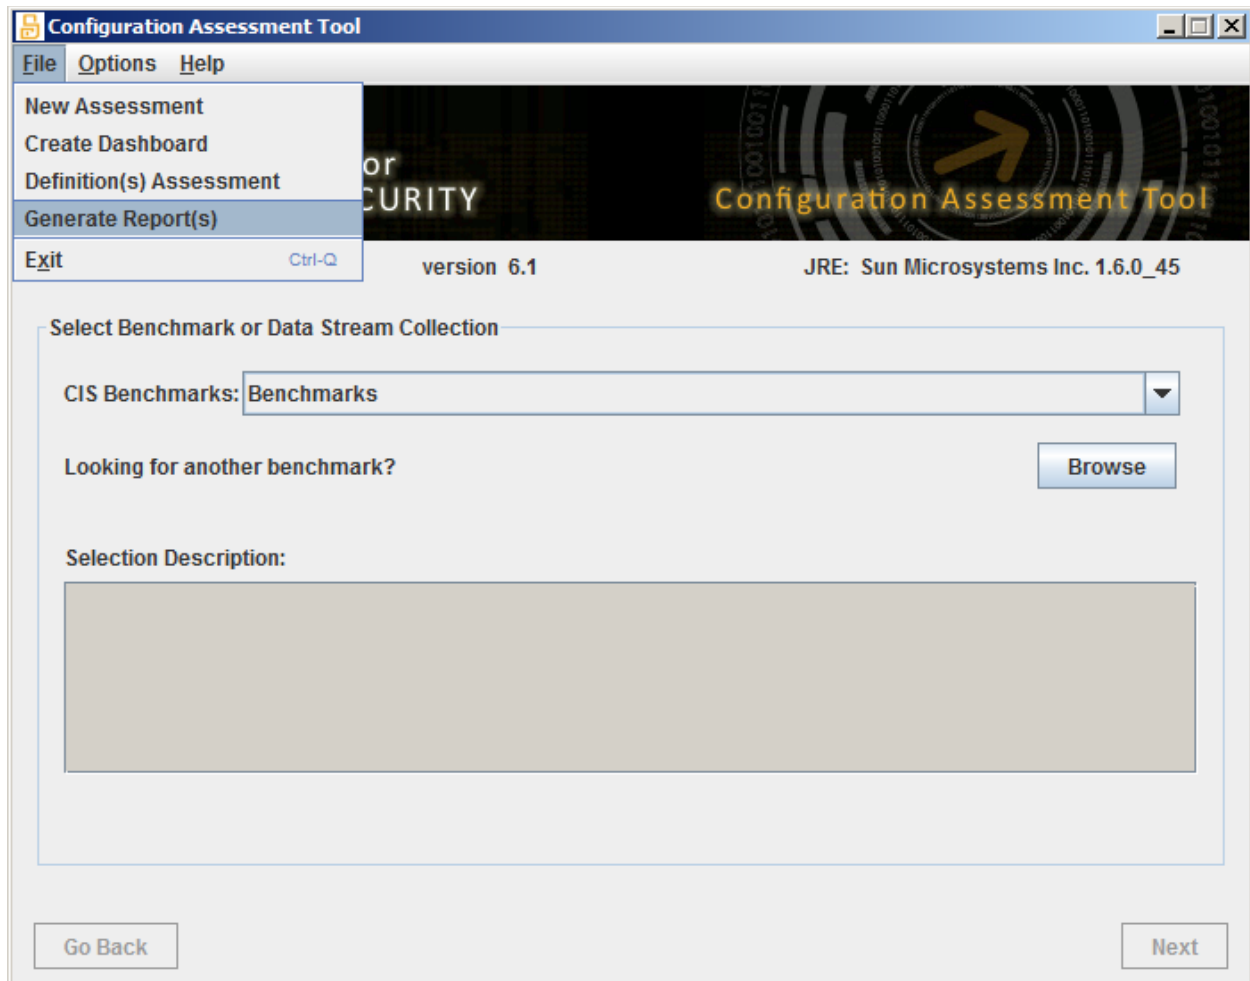 Configuration Assessment Tool
File Options Help
New Assessment
Create Dashboard
Definition(s) Assessment
Generate Report(s)
Exit Ctrl-Q
or
CURITY
Configuration Assessment Tool
version 6.1 JRE: Sun Microsystems Inc. 1.6.0_45
Select Benchmark or Data Stream Collection
CIS Benchmarks: Benchmarks
Looking for another benchmark? Browse
Selection Description:
Go Back Next